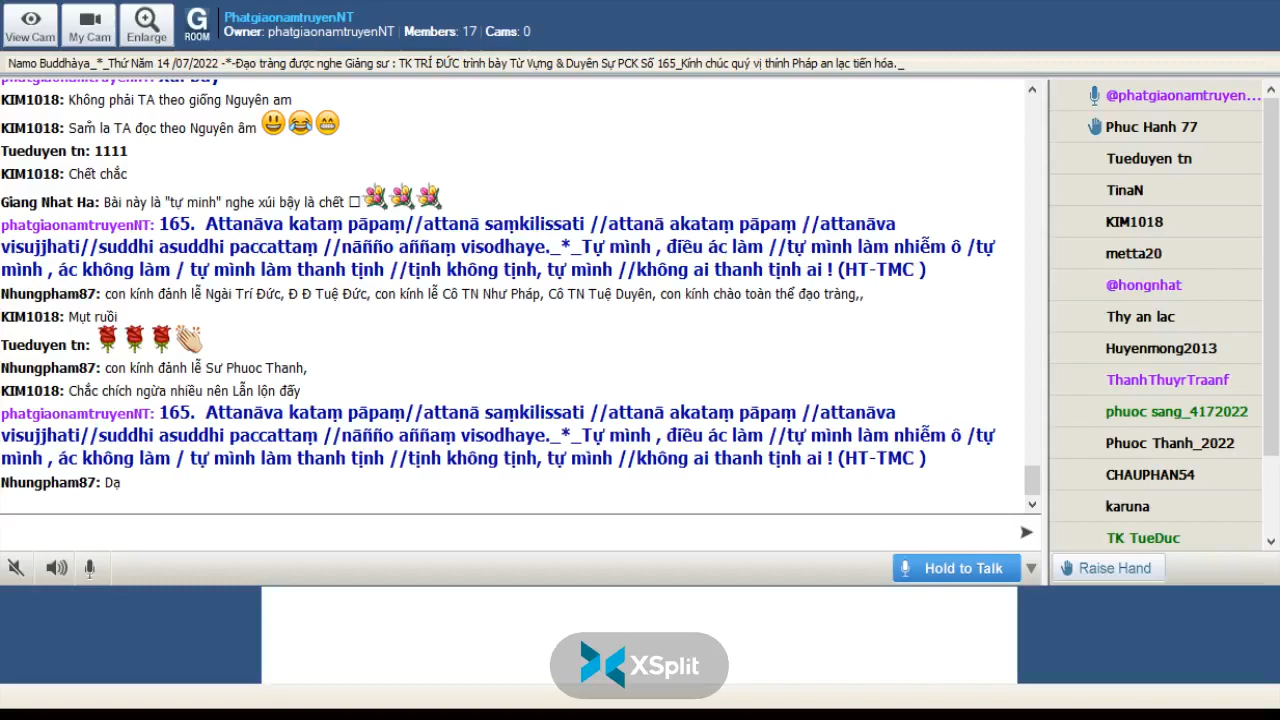 View Cam
My Cam
Enlarge
G ROOM
PhatgiaonamtruyenNT
Owner: phatgiaonamtruyenNT | Members: 17 | Cams: 0
Namo Buddhàya_*_Thứ Năm 14 /07/2022 -*-Đạo tràng được nghe Giảng sư : TK TRÍ ĐỨC trình bày Từ Vựng & Duyên Sự PCK Số 165_Kính chúc quý vị thính Pháp an lạc tiến hóa._
KIM1018: Không phải TA theo giống Nguyên am
KIM1018: Sam̉ la TA đọc theo Nguyên âm
Tueduyen tn: 1111
KIM1018: Chết chắc
Giang Nhat Ha: Bài này là "tự minh" nghe xúi bậy là chết
phatgiaonamtruyenNT: 165. Attanāva kataṃ pāpaṃ//attanā saṃkilissati //attanā akataṃ pāpaṃ //attanāva
visujjhati//suddhi asuddhi paccattaṃ //nāñño aññaṃ visodhaye._*_Tự mình , điều ác làm //tự mình làm nhiễm ô /tự
mình , ác không làm / tự mình làm thanh tịnh //tịnh không tịnh, tự mình //không ai thanh tịnh ai ! (HT-TMC )
Nhungpham87: con kính đảnh lễ Ngài Trí Đức, Đ Đ Tuệ Đức, con kính lễ Cô TN Như Pháp, Cô TN Tuệ Duyên, con kính chào toàn thể đạo tràng,,
KIM1018: Mụt ruồi
Tueduyen tn:
Nhungpham87: con kính đảnh lễ Sư Phuoc Thanh,
KIM1018: Chắc chích ngừa nhiều nên Lẫn lộn đấy
phatgiaonamtruyenNT: 165. Attanāva kataṃ pāpaṃ//attanā saṃkilissati //attanā akataṃ pāpaṃ //attanāva
visujjhati//suddhi asuddhi paccattaṃ //nāñño aññaṃ visodhaye._*_Tự mình , điều ác làm //tự mình làm nhiễm ô /tự
mình , ác không làm / tự mình làm thanh tịnh //tịnh không tịnh, tự mình //không ai thanh tịnh ai ! (HT-TMC )
Nhungpham87: Dạ
@phatgiaonamtruyen...
Phuc Hanh 77
Tueduyen tn
TinaN
KIM1018
metta20
@hongnhat
Thy an lac
Huyenmong2013
ThanhThuyrTraanf
phuoc sang_4172022
Phuoc Thanh_2022
CHAUPHAN54
karuna
TK TueDuc
Hold to Talk
Raise Hand
XSplit